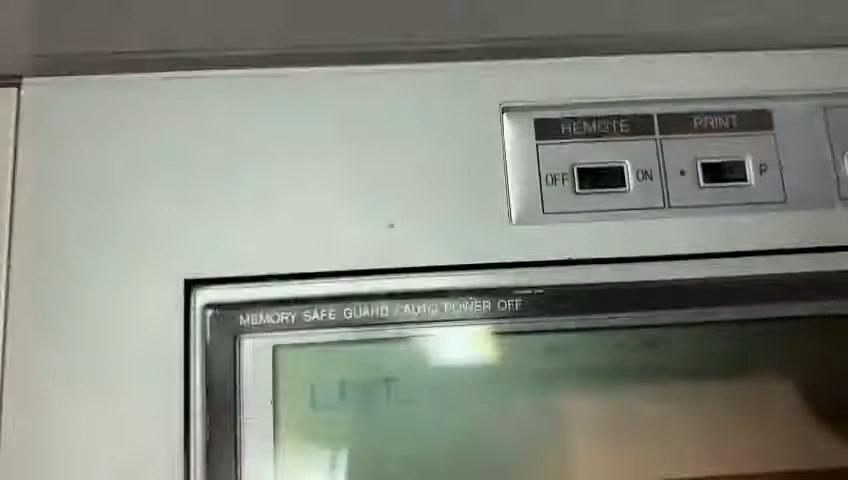 REMOTE PRINT
OFF ON • P
MEMORY SAFE GUARD / AUTO POWER OFF